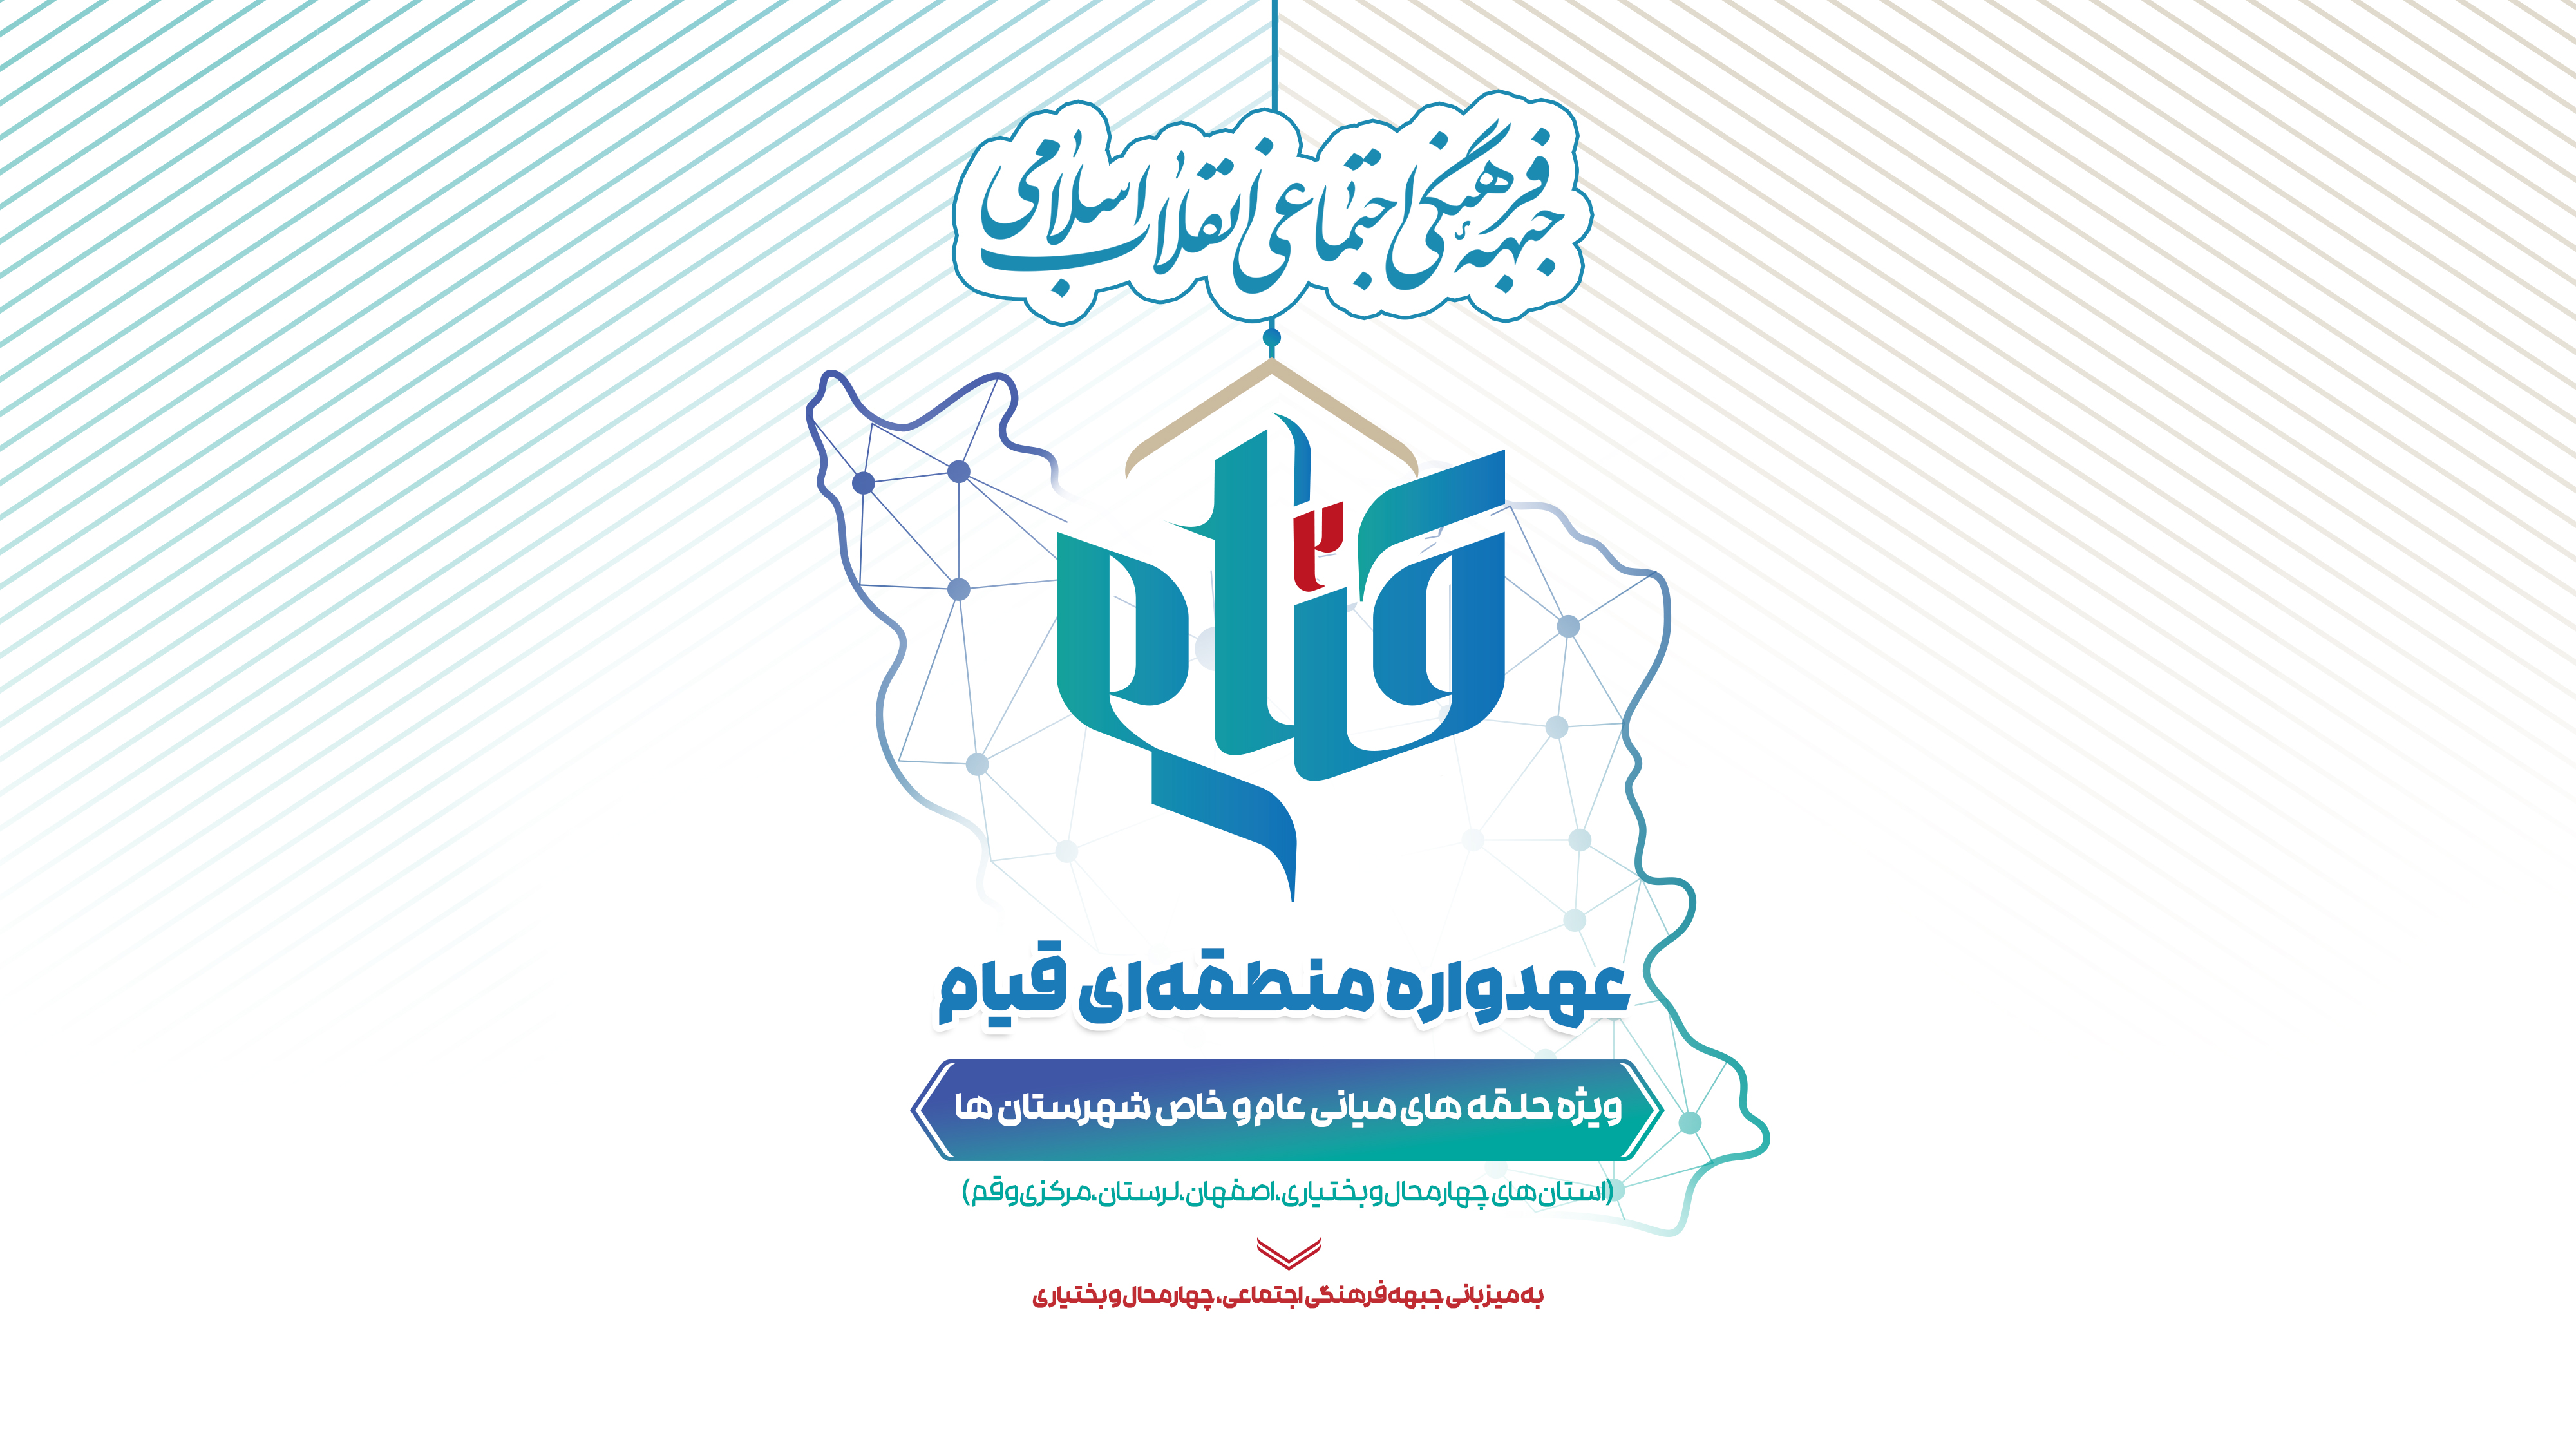 جبههٔ فرهنگی اجتماعی انقلاب اسلامی
قیام ۲
عهدواره منطقه‌ای قیام
ویژه حلقه های میانی عام و خاص شهرستان ها
(استان‌های چهارمحال و بختیاری، اصفهان، لرستان، مرکزی و قم)
به میزبانی جبهه فرهنگی اجتماعی، چهارمحال و بختیاری